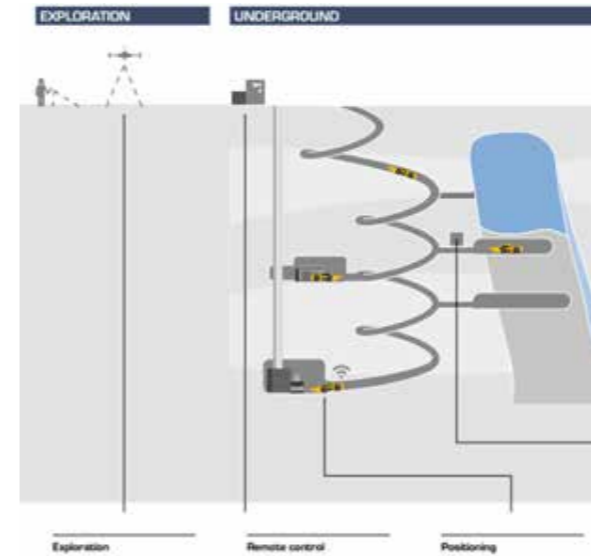 EXPLORATION
UNDERGROUND
Exploration
Remote control
Positioning